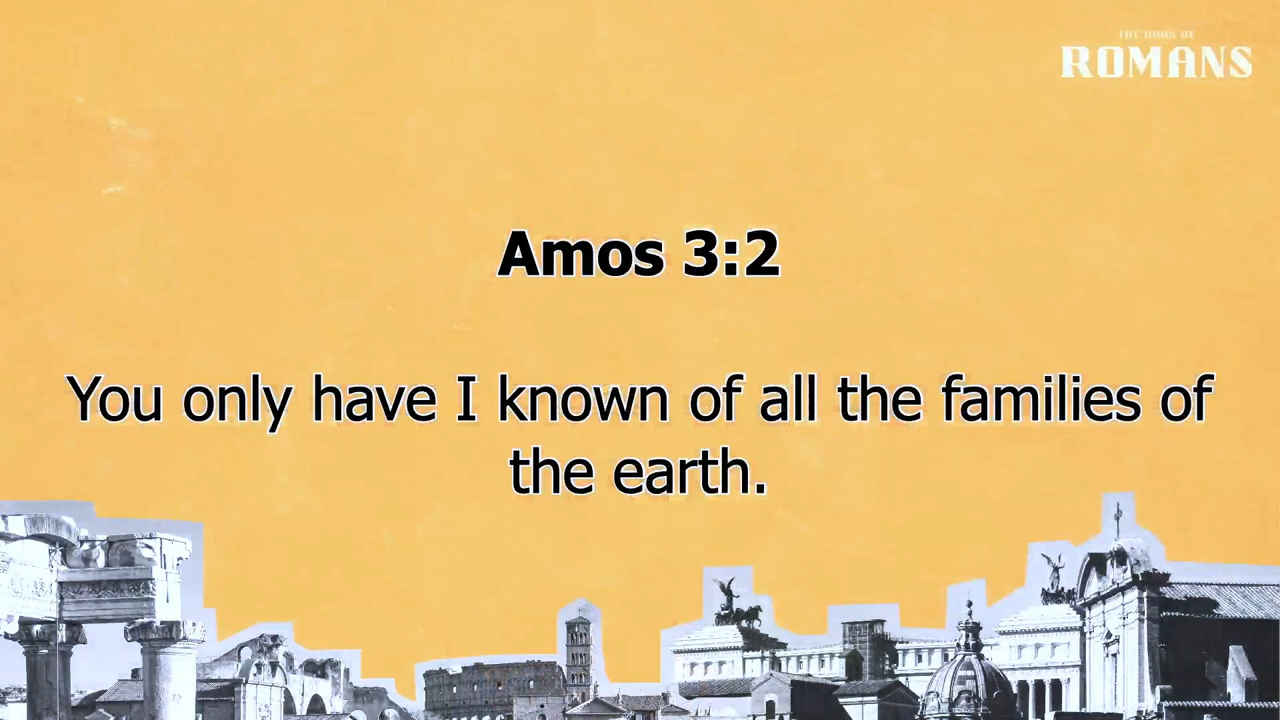 THE BOOK OF
ROMANS
Amos 3:2
You only have I known of all the families of
the earth.